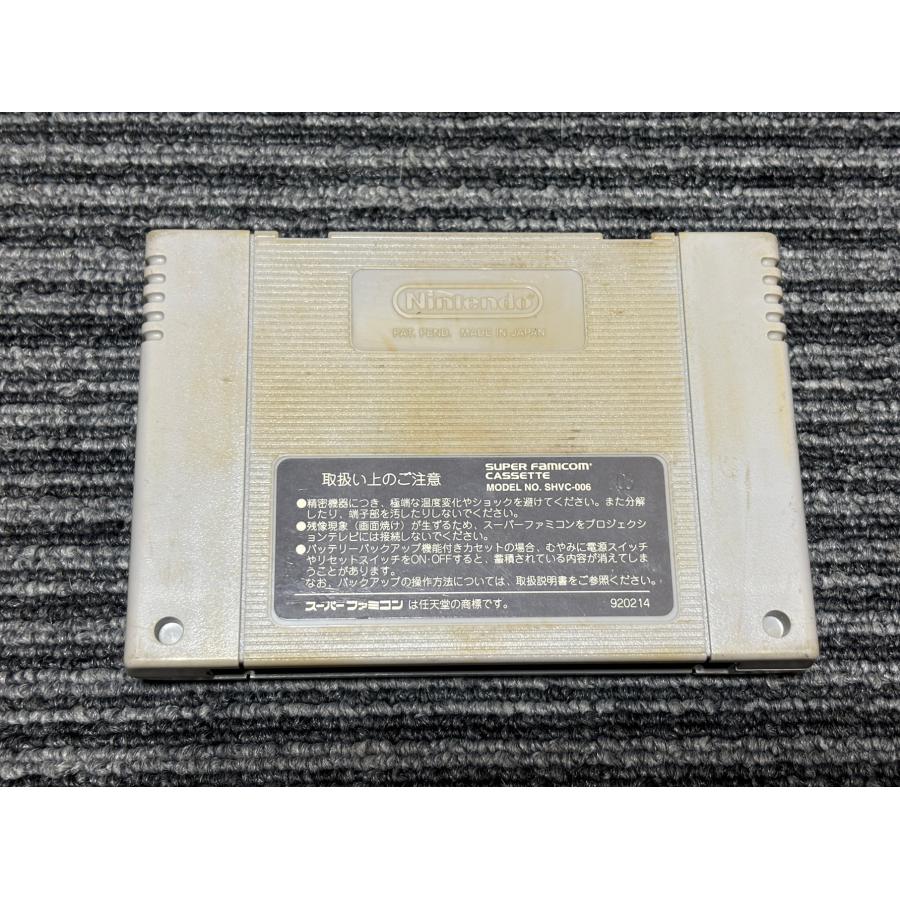 Nintendo®
PAT. PEND. MADE IN JAPAN
取扱い上のご注意
SUPER FAMICOM®
CASSETTE
MODEL NO. SHVC-006
●精密機器につき、極端な温度変化やショックを避けてください。また分解
したり、端子部を汚したりしないでください。
●残像現象（画面焼け）が生ずるため、スーパーファミコンをプロジェクシ
ョンテレビには接続しないでください。
●バッテリーバックアップ機能付きカセットの場合、むやみに電源スイッチ
やリセットスイッチをON・OFFすると、蓄積されている内容が消えてしま
うことがあります。
なお、バックアップの操作方法については、取扱説明書をご参照ください。
スーパーファミコン は任天堂の商標です。
920214